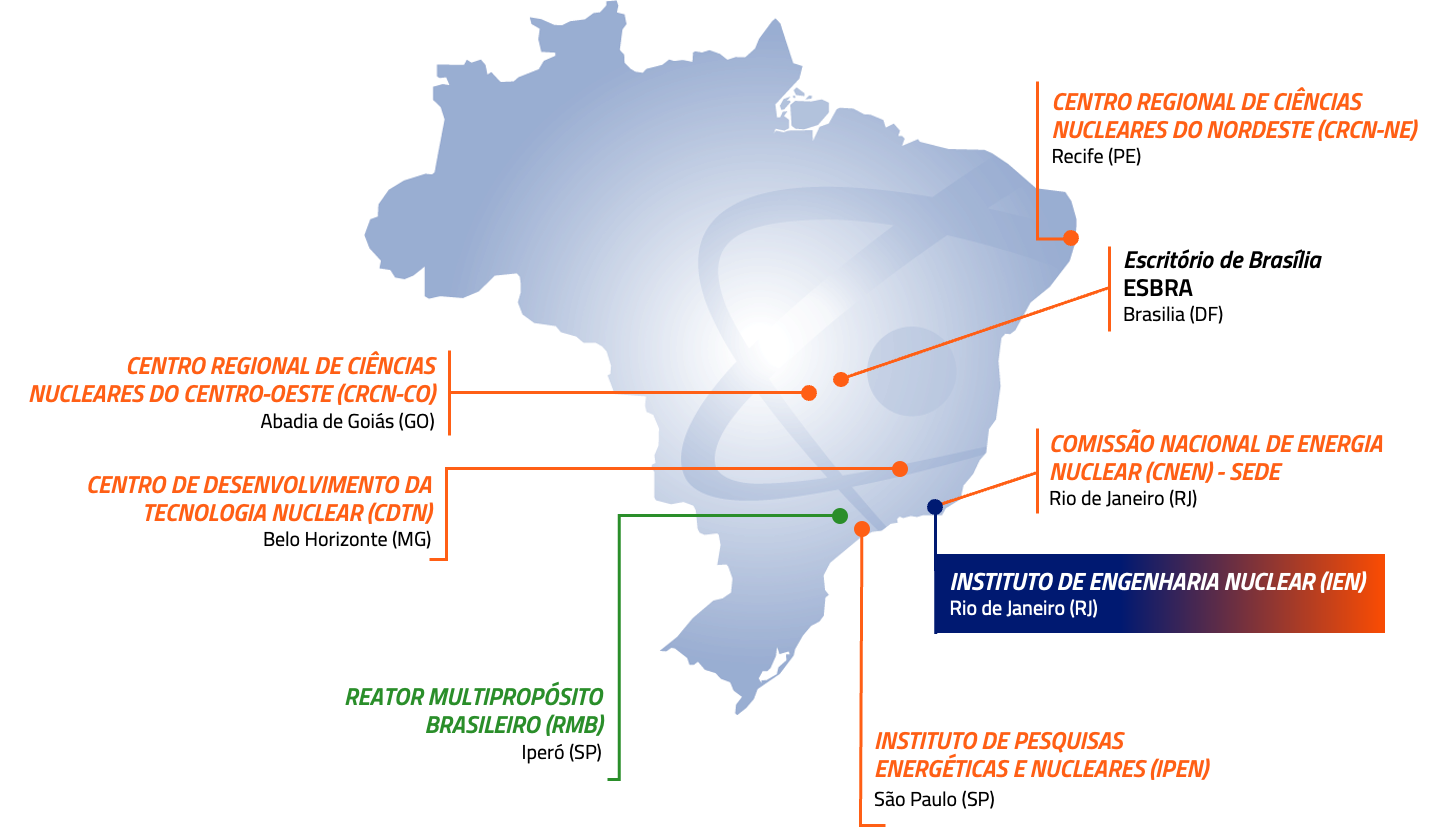 CENTRO REGIONAL DE CIÊNCIAS
NUCLEARES DO NORDESTE (CRCN-NE)
Recife (PE)
Escritório de Brasília
ESBRA
Brasilia (DF)
CENTRO REGIONAL DE CIÊNCIAS
NUCLEARES DO CENTRO-OESTE (CRCN-CO)
Abadia de Goiás (GO)
COMISSÃO NACIONAL DE ENERGIA
NUCLEAR (CNEN) - SEDE
Rio de Janeiro (RJ)
CENTRO DE DESENVOLVIMENTO DA
TECNOLOGIA NUCLEAR (CDTN)
Belo Horizonte (MG)
INSTITUTO DE ENGENHARIA NUCLEAR (IEN)
Rio de Janeiro (RJ)
REATOR MULTIPROPÓSITO
BRASILEIRO (RMB)
Iperó (SP)
INSTITUTO DE PESQUISAS
ENERGÉTICAS E NUCLEARES (IPEN)
São Paulo (SP)